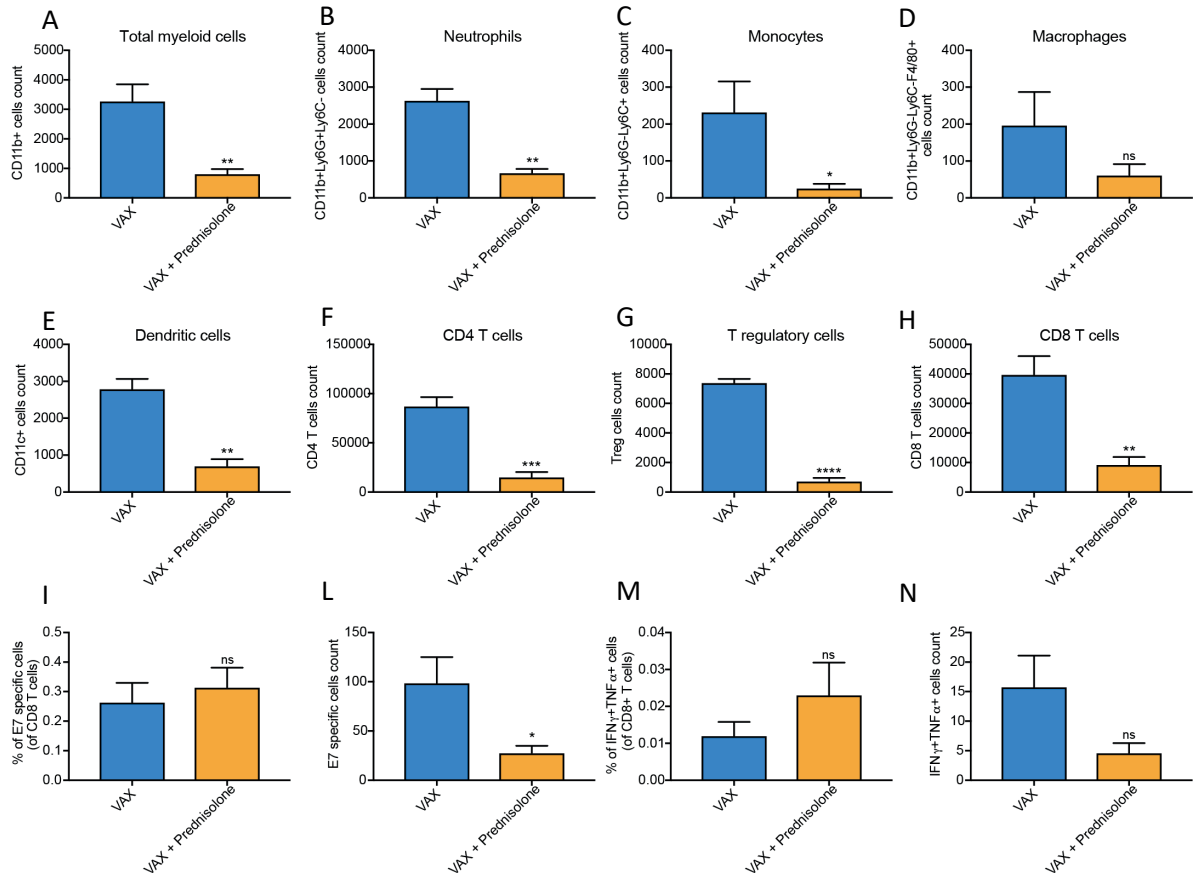 A
Total myeloid cells
CD11b+ cells count
5000
4000
3000
2000
1000
0
**
VAX
VAX + Prednisolone
B
Neutrophils
CD11b+Ly6G+Ly6C- cells count
4000
3000
2000
1000
0
**
VAX
VAX + Prednisolone
C
Monocytes
CD11b+Ly6G-Ly6C+ cells count
400
300
200
100
0
*
VAX
VAX + Prednisolone
D
Macrophages
CD11b+Ly6G-Ly6C-F4/80+
cells count
400
300
200
100
0
ns
VAX
VAX + Prednisolone
E
Dendritic cells
CD11c+ cells count
4000
3000
2000
1000
0
**
VAX
VAX + Prednisolone
F
CD4 T cells
CD4 T cells count
150000
100000
50000
0
***
VAX
VAX + Prednisolone
G
T regulatory cells
Treg cells count
10000
8000
6000
4000
2000
0
****
VAX
VAX + Prednisolone
H
CD8 T cells
CD8 T cells count
50000
40000
30000
20000
10000
0
**
VAX
VAX + Prednisolone
I
% of E7 specific cells
(of CD8 T cells)
0.5
0.4
0.3
0.2
0.1
0.0
ns
VAX
VAX + Prednisolone
L
E7 specific cells count
150
100
50
0
*
VAX
VAX + Prednisolone
M
% of IFNγ+TNFα+ cells
(of CD8+ T cells)
0.04
0.03
0.02
0.01
0.00
ns
VAX
VAX + Prednisolone
N
IFNγ+TNFα+ cells count
25
20
15
10
5
0
ns
VAX
VAX + Prednisolone